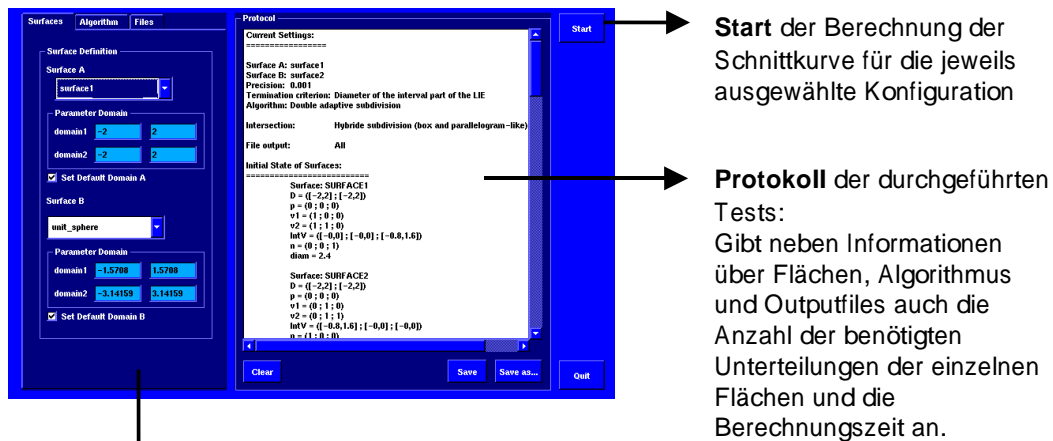 Surfaces Algorithm Files
Surface Definition
Surface A
surface1
Parameter Domain
domain1 -2 2
domain2 -2 2
Set Default Domain A
Surface B
unit_sphere
Parameter Domain
domain1 -1.5708 1.5708
domain2 -3.14159 3.14159
Set Default Domain B
Protocol
Current Settings:
=================
Surface A: surface1
Surface B: surface2
Precision: 0.001
Termination criterion: Diameter of the interval part of the LIE
Algorithm: Double adaptive subdivision
Intersection: Hybride subdivision (box and parallelogram-like)
File output: All
Initial State of Surfaces:
==========================
Surface: SURFACE1
D = ([-2,2] ; [-2,2])
p = (0 ; 0 ; 0)
v1 = (1 ; 0 ; 0)
v2 = (1 ; 1 ; 0)
IntV = ([-0,0] ; [-0,0] ; [-0.8,1.6])
n = (0 ; 0 ; 1)
diam = 2.4
Surface: SURFACE2
D = ([-2,2] ; [-2,2])
p = (0 ; 0 ; 0)
v1 = (0 ; 1 ; 0)
v2 = (0 ; 1 ; 1)
IntV = ([-0.8,1.6] ; [-0,0] ; [-0,0])
n = (1 ; 0 ; 0)
Clear Save Save as...
Start
Quit
Start der Berechnung der
Schnittkurve für die jeweils
ausgewählte Konfiguration
Protokoll der durchgeführten
Tests:
Gibt neben Informationen
über Flächen, Algorithmus
und Outputfiles auch die
Anzahl der benötigten
Unterteilungen der einzelnen
Flächen und die
Berechnungszeit an.